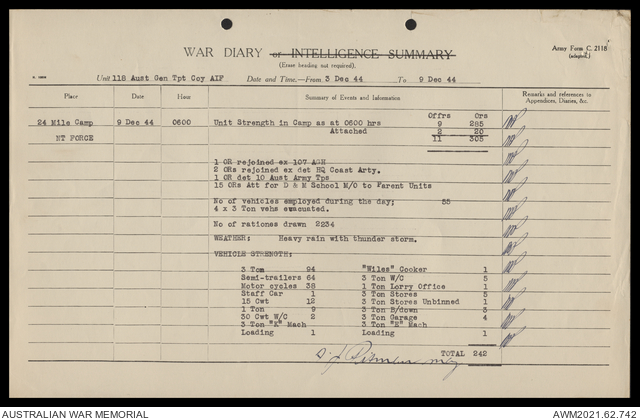 WAR DIARY or INTELLIGENCE SUMMARY
(Erase heading not required).
Army Form C. 2118
(adapted)
Unit 118 Aust Gen Tpt Coy AIF Date and Time.—From 3 Dec 44 To 9 Dec 44
Place Date Hour Summary of Events and Information Remarks and references to Appendices, Diaries, &c.
Offrs Ors
24 Mile Camp 9 Dec 44 0600 Unit Strength in Camp as at 0600 hrs 9 285
Attached 2 20
NT FORCE 11 305
1 OR rejoined ex 107 AGH
2 ORs rejoined ex det HQ Coast Arty.
1 OR det 10 Aust Army Tps
15 ORs Att for D & M School M/O to Parent Units
No of vehicles employed during the day; 85
4 x 3 Ton vehs evacuated.
No of rationes drawn 2234
WEATHER; Heavy rain with thunder storm.
VEHICLE STRENGTH;
3 Tom 24 "Wiles" Cooker 1
Semi-trailers 64 3 Ton W/C 5
Motor cycles 38 1 Ton Lorry Office 1
Staff Car 1 3 Ton Stores 5
15 Cwt 12 3 Ton Stores Unbinned 1
1 Ton 9 3 Ton B/down 3
30 Cwt W/C 2 3 Ton Garage 4
3 Ton "K" Mach 3 Ton "E" Mach
Loading 1 Loading 1
TOTAL 242
AUSTRALIAN WAR MEMORIAL
AWM2021.62.742